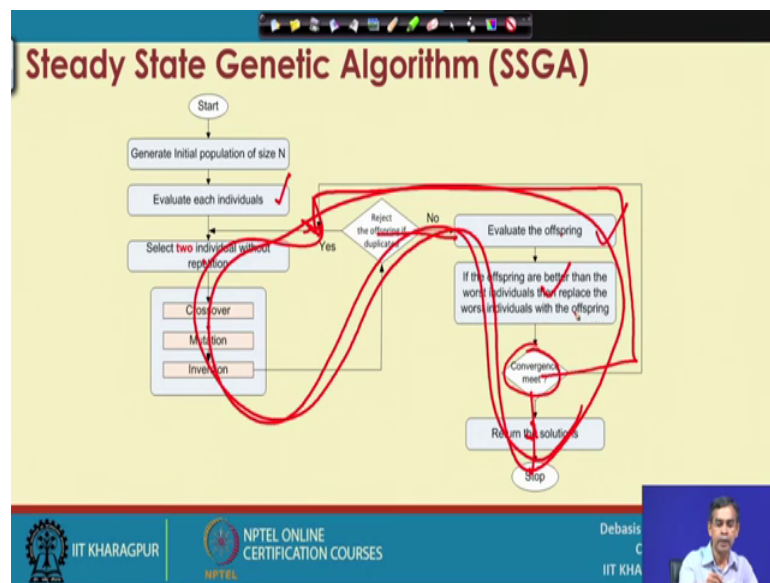 Steady State Genetic Algorithm (SSGA)
Start
Generate Initial population of size N
Evaluate each individuals
Select two individual without
repetition
Crossover
Mutation
Inversion
Reject
the offspring if
duplicated
Yes
No
Evaluate the offspring
If the offspring are better than the
worst individuals then replace the
worst individuals with the offspring
Convergence
meet ?
Return the solutions
Stop
IIT KHARAGPUR
NPTEL
NPTEL ONLINE
CERTIFICATION COURSES
Debasis
C
IIT KHA